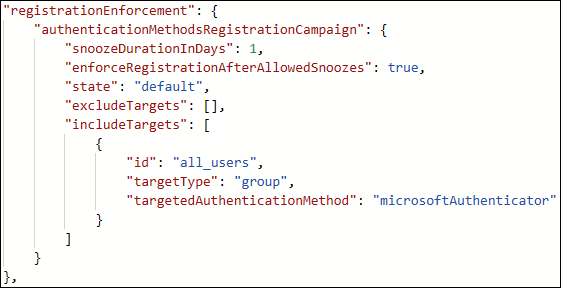 "registrationEnforcement": {
"authenticationMethodsRegistrationCampaign": {
"snoozeDurationInDays": 1,
"enforceRegistrationAfterAllowedSnoozes": true,
"state": "default",
"excludeTargets": [],
"includeTargets": [
{
"id": "all_users",
"targetType": "group",
"targetedAuthenticationMethod": "microsoftAuthenticator"
}
]
}
},